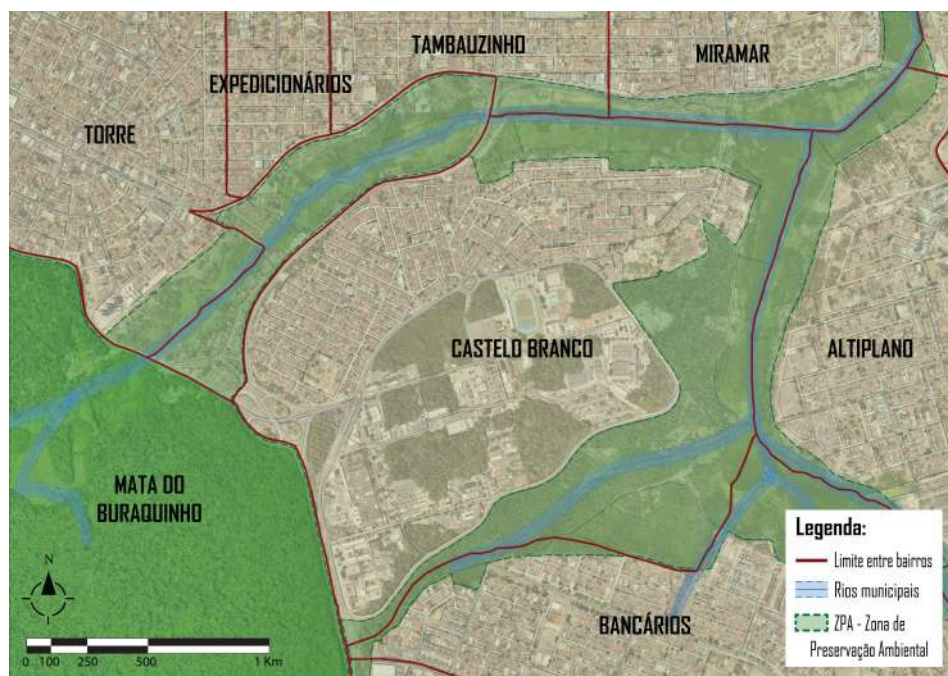 TAMBAUZINHO
MIRAMAR
EXPEDICIONÁRIOS
TORRE
CASTELO BRANCO
ALTIPLANO
MATA DO
BURAQUINHO
BANCÁRIOS
N
0 100 250 500 1 Km
Legenda:
Limite entre bairros
Rios municipais
ZPA - Zona de
Preservação Ambiental